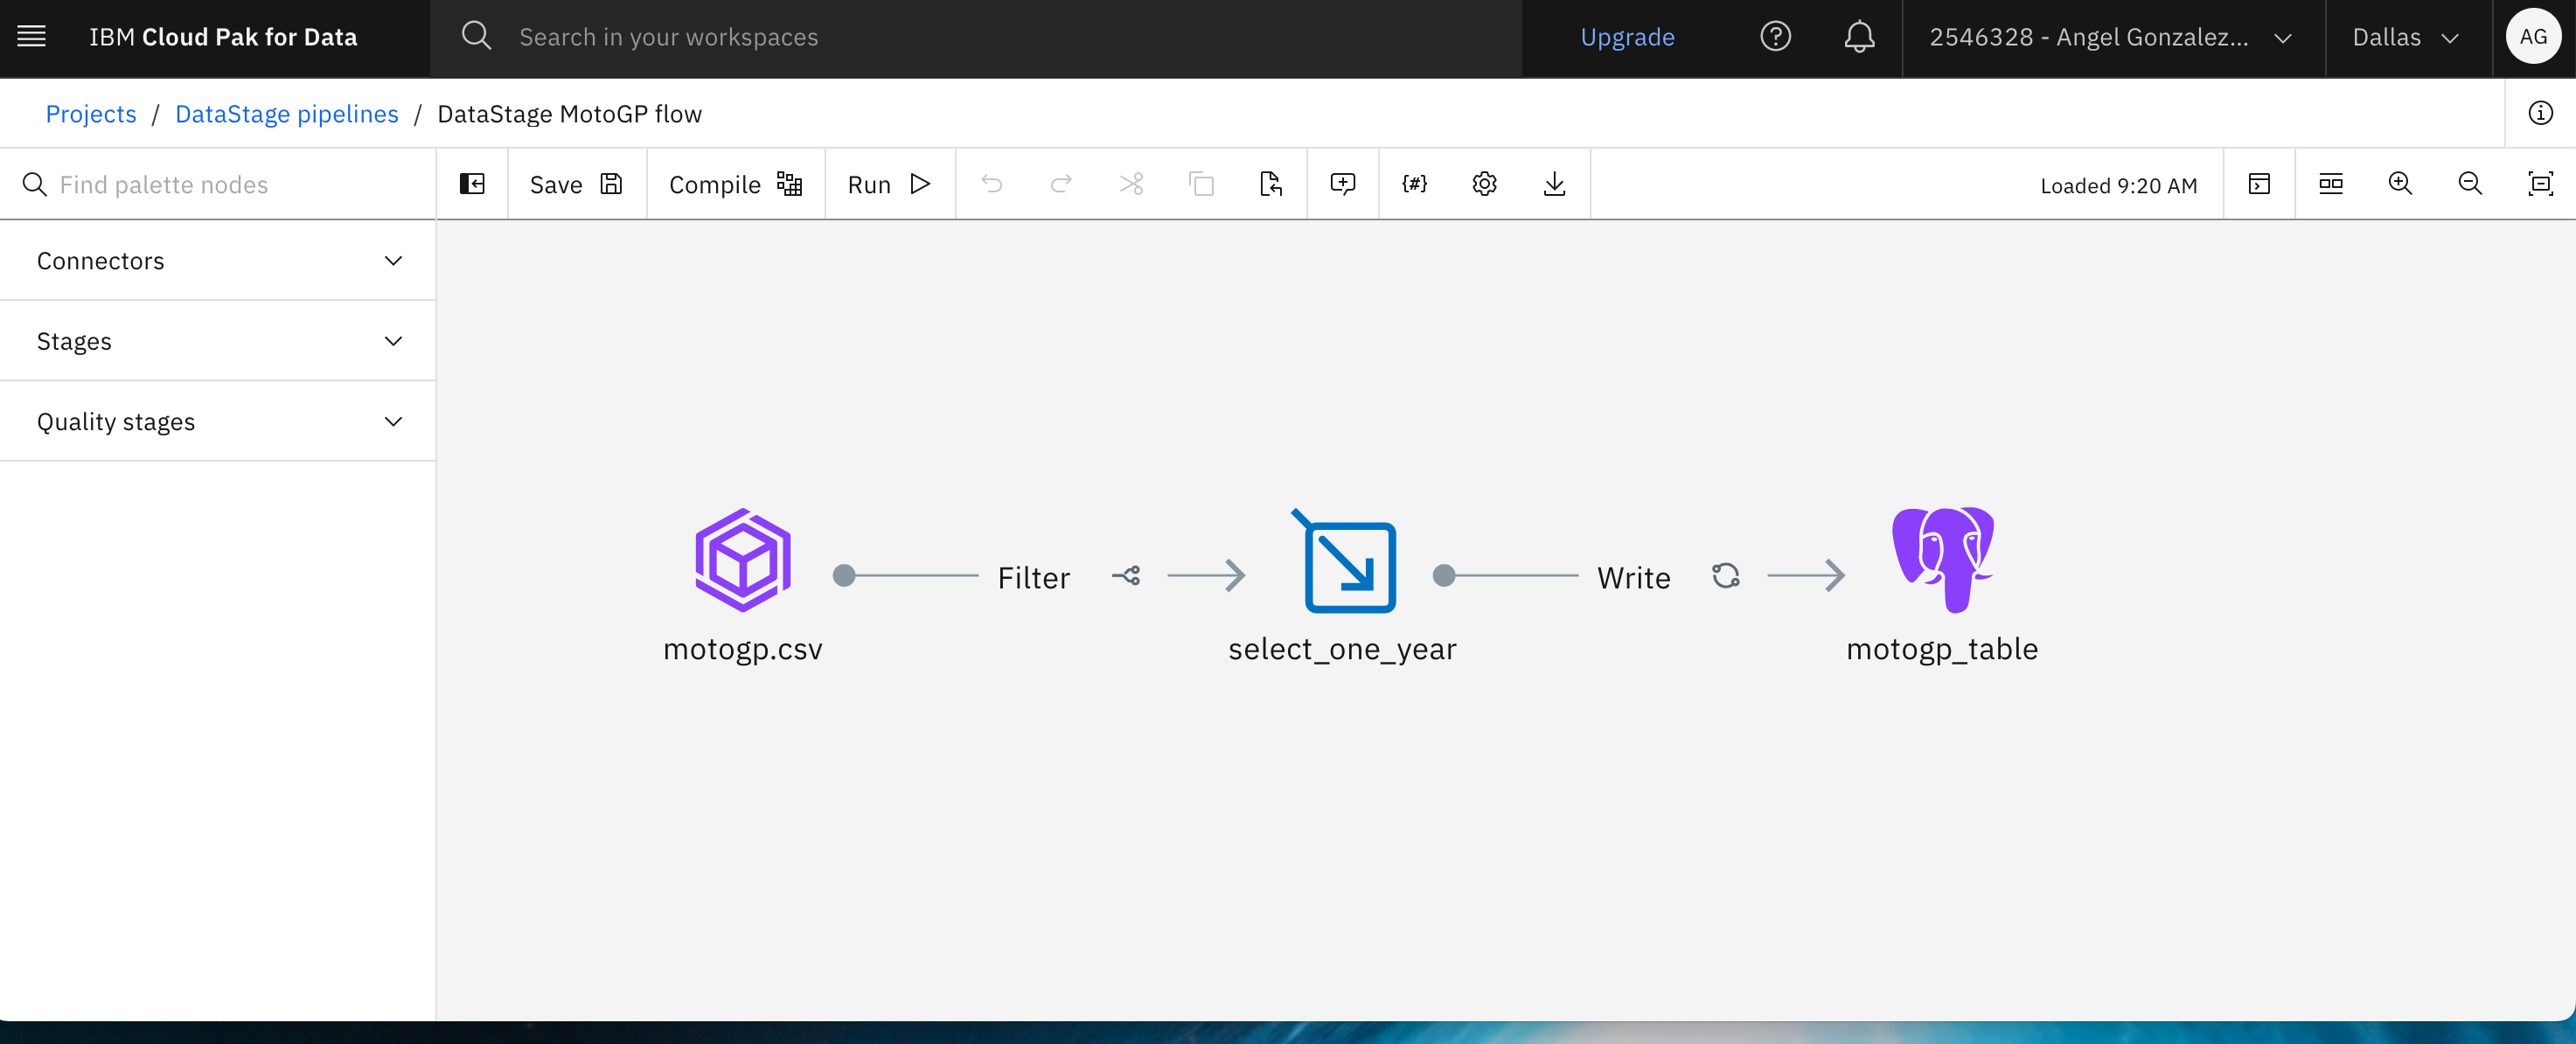 IBM Cloud Pak for Data
Search in your workspaces
Upgrade
2546328 - Angel Gonzalez...
Dallas
AG
Projects / DataStage pipelines / DataStage MotoGP flow
Find palette nodes
Save
Compile
Run
{#}
Loaded 9:20 AM
Connectors
Stages
Quality stages
Filter
Write
motogp.csv
select_one_year
motogp_table